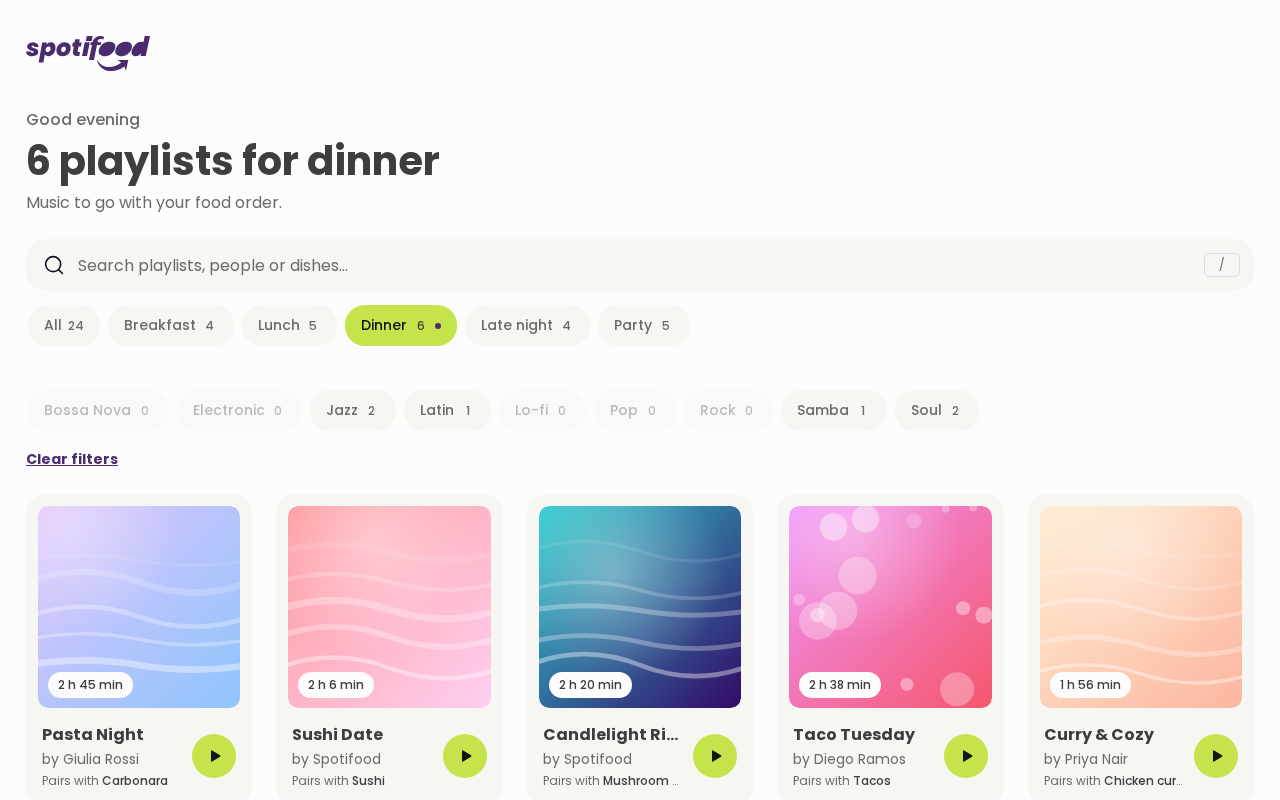 spotifood
Good evening
6 playlists for dinner
Music to go with your food order.
Search playlists, people or dishes... /
All 24 Breakfast 4 Lunch 5 Dinner 6 Late night 4 Party 5
Bossa Nova 0 Electronic 0 Jazz 2 Latin 1 Lo-fi 0 Pop 0 Rock 0 Samba 1 Soul 2
Clear filters
2 h 45 min 2 h 6 min 2 h 20 min 2 h 38 min 1 h 56 min
Pasta Night Sushi Date Candlelight Ri... Taco Tuesday Curry & Cozy
by Giulia Rossi by Spotifood by Spotifood by Diego Ramos by Priya Nair
Pairs with Carbonara Pairs with Sushi Pairs with Mushroom ... Pairs with Tacos Pairs with Chicken cur...